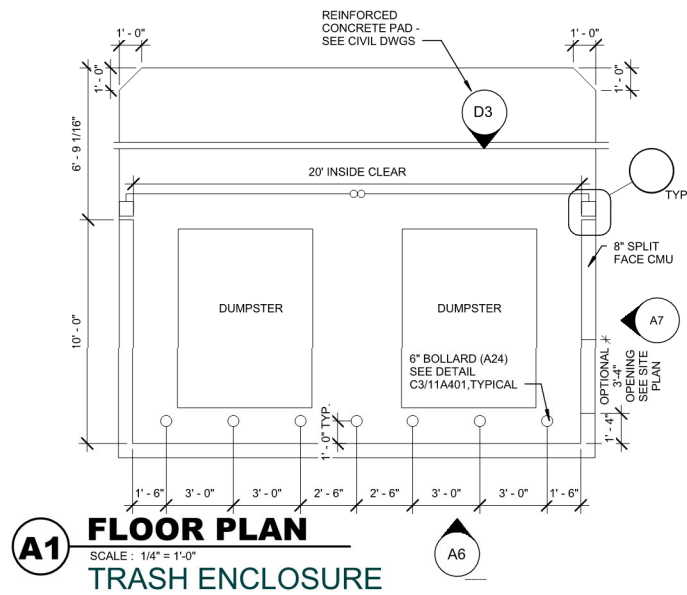 REINFORCED
CONCRETE PAD -
SEE CIVIL DWGS
1' - 0"
1' - 0"
1' - 0"
1' - 0"
D3
6' - 9 1/16"
20' INSIDE CLEAR
TYP
8" SPLIT
FACE CMU
DUMPSTER
DUMPSTER
A7
10' - 0"
6" BOLLARD (A24)
SEE DETAIL
C3/11A401,TYPICAL
OPTIONAL
3'-4"
OPENING
SEE SITE
PLAN
1' - 0" TYP.
1' - 4"
1' - 6"
3' - 0"
3' - 0"
2' - 6"
2' - 6"
3' - 0"
3' - 0"
1' - 6"
A1
FLOOR PLAN
SCALE : 1/4" = 1'-0"
TRASH ENCLOSURE
A6